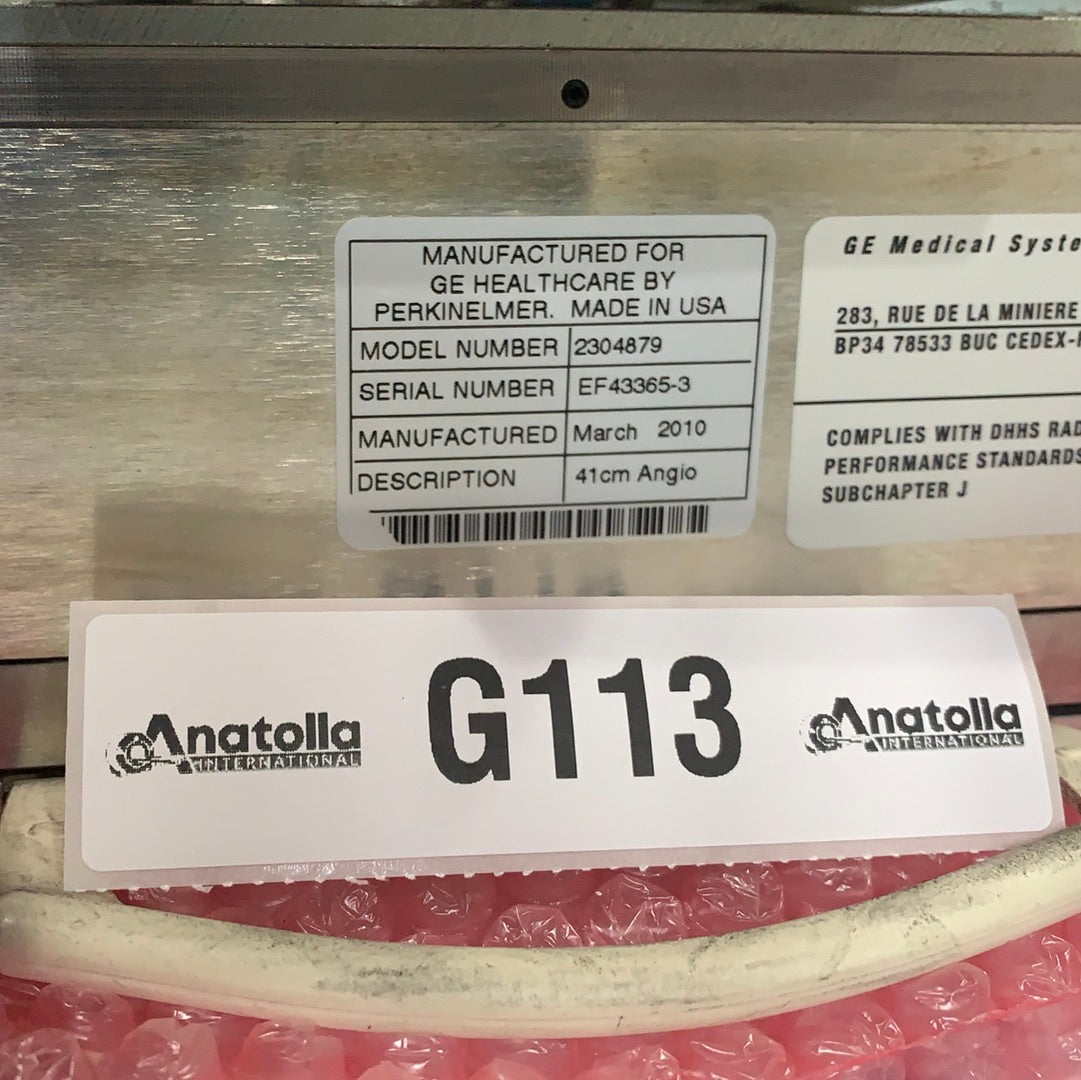 MANUFACTURED FOR
GE HEALTHCARE BY
PERKINELMER. MADE IN USA
MODEL NUMBER 2304879
SERIAL NUMBER EF43365-3
MANUFACTURED March 2010
DESCRIPTION 41cm Angio
GE Medical Syste
283, RUE DE LA MINIERE
BP34 78533 BUC CEDEX-
COMPLIES WITH DHHS RAD
PERFORMANCE STANDARDS
SUBCHAPTER J
Anatolla
INTERNATIONAL
G113
Anatolla
INTERNATIONAL